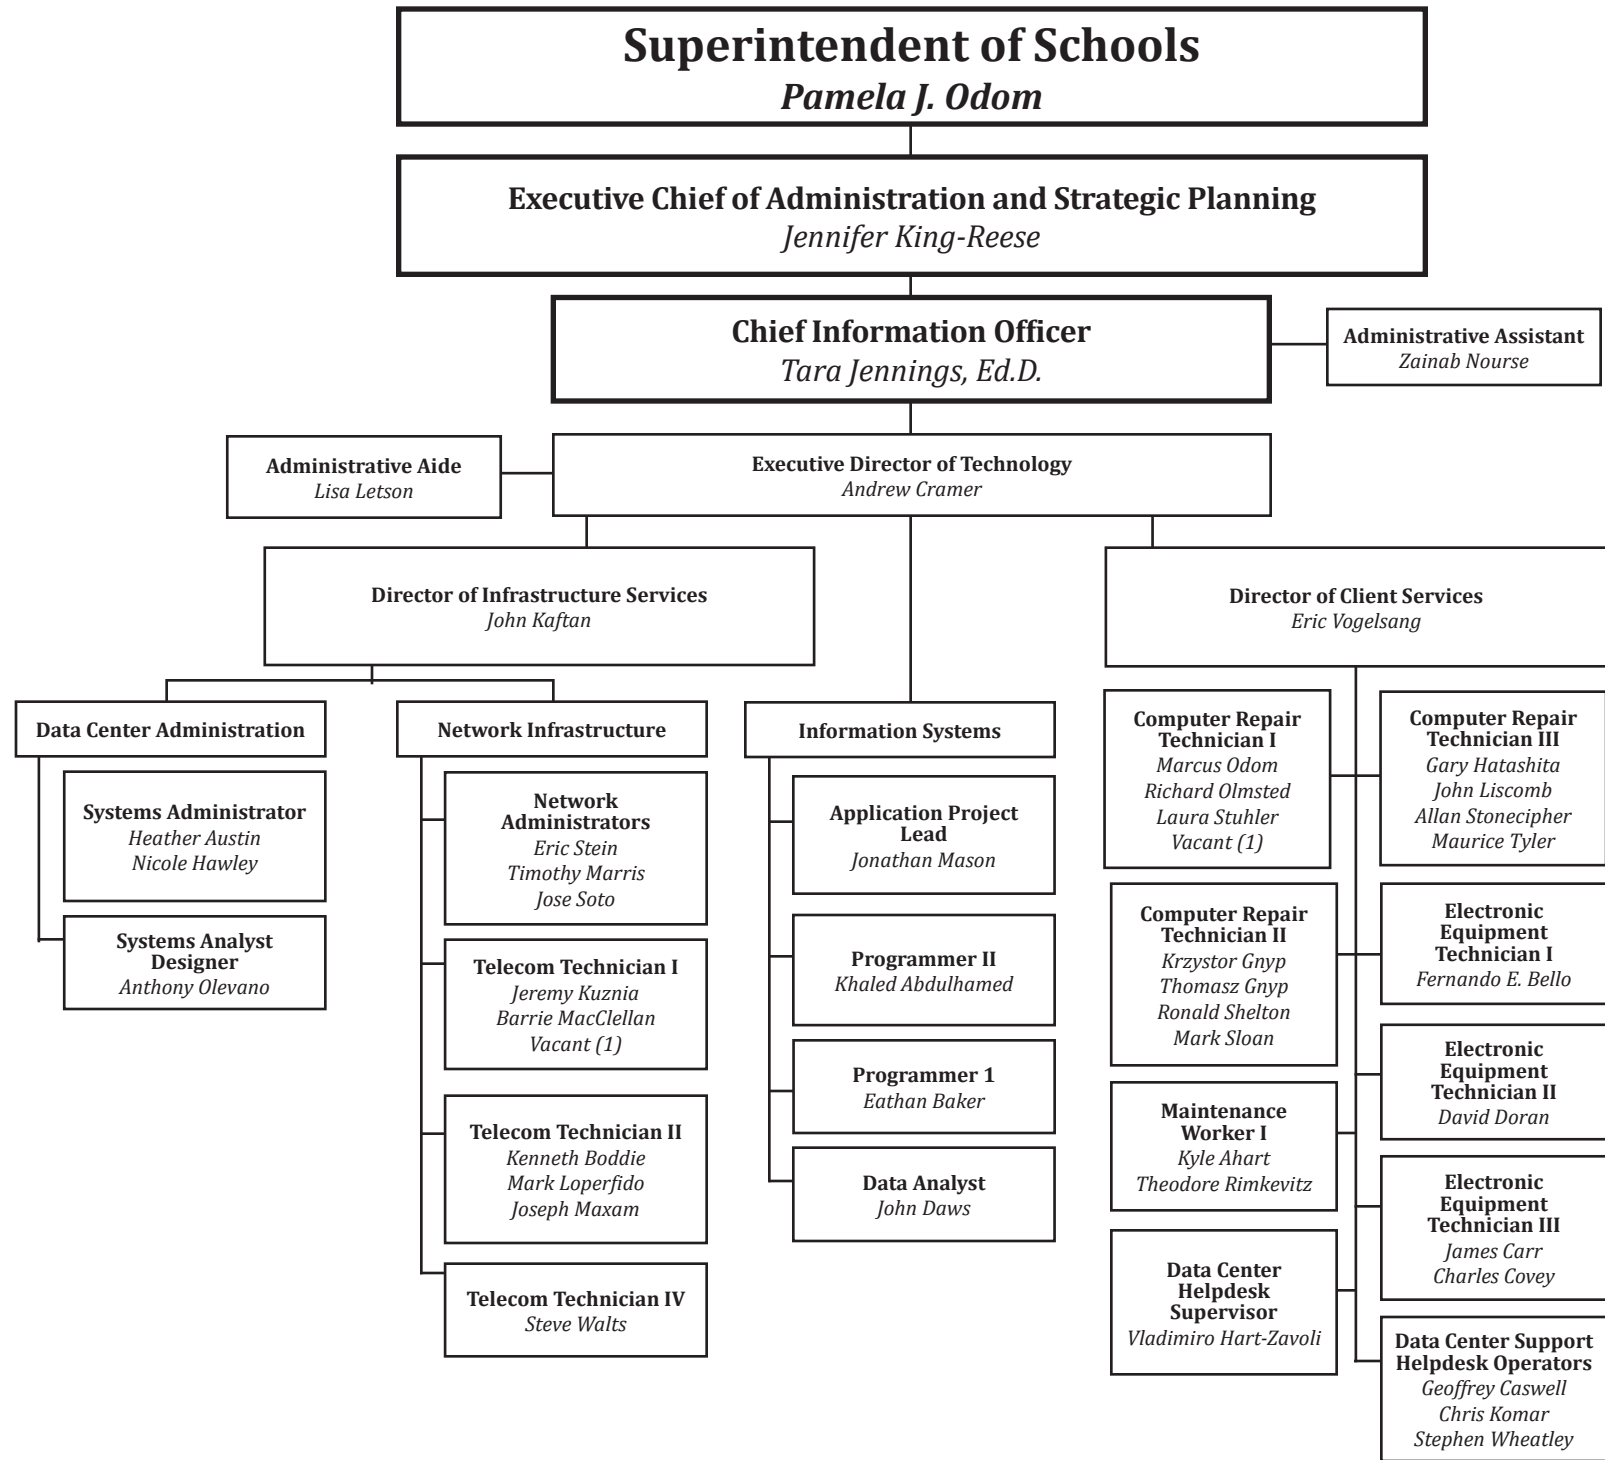 Superintendent of Schools
Pamela J. Odom
Executive Chief of Administration and Strategic Planning
Jennifer King-Reese
Chief Information Officer
Tara Jennings, Ed.D.
Administrative Assistant
Zainab Nourse
Administrative Aide
Lisa Letson
Executive Director of Technology
Andrew Cramer
Director of Infrastructure Services
John Kaftan
Director of Client Services
Eric Vogelsang
Data Center Administration
Systems Administrator
Heather Austin
Nicole Hawley
Systems Analyst
Designer
Anthony Olevano
Network Infrastructure
Network
Administrators
Eric Stein
Timothy Marris
Jose Soto
Telecom Technician I
Jeremy Kuznia
Barrie MacClellan
Vacant (1)
Telecom Technician II
Kenneth Boddie
Mark Loperfido
Joseph Maxam
Telecom Technician IV
Steve Walts
Information Systems
Application Project
Lead
Jonathan Mason
Programmer II
Khaled Abdulhamed
Programmer 1
Eathan Baker
Data Analyst
John Daws
Computer Repair
Technician I
Marcus Odom
Richard Olmsted
Laura Stuhler
Vacant (1)
Computer Repair
Technician II
Krzystor Gnyp
Thomasz Gnyp
Ronald Shelton
Mark Sloan
Maintenance
Worker I
Kyle Ahart
Theodore Rimkevitz
Data Center
Helpdesk
Supervisor
Vladimiro Hart-Zavoli
Computer Repair
Technician III
Gary Hatashita
John Liscomb
Allan Stonecipher
Maurice Tyler
Electronic
Equipment
Technician I
Fernando E. Bello
Electronic
Equipment
Technician II
David Doran
Electronic
Equipment
Technician III
James Carr
Charles Covey
Data Center Support
Helpdesk Operators
Geoffrey Caswell
Chris Komar
Stephen Wheatley